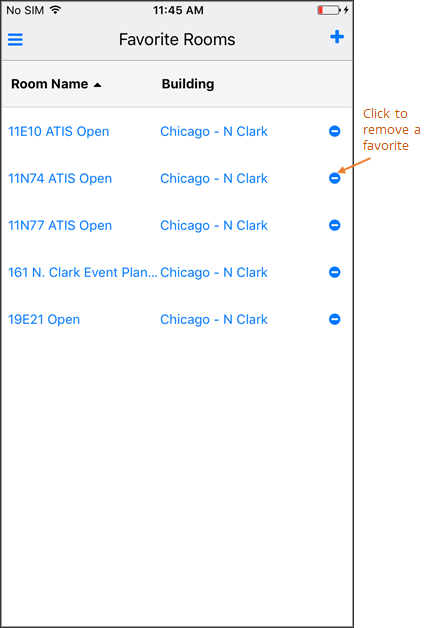 No SIM 11:45 AM
Favorite Rooms
Room Name Building
11E10 ATIS Open Chicago - N Clark
11N74 ATIS Open Chicago - N Clark
11N77 ATIS Open Chicago - N Clark
161 N. Clark Event Plan... Chicago - N Clark
19E21 Open Chicago - N Clark
Click to
remove a
favorite